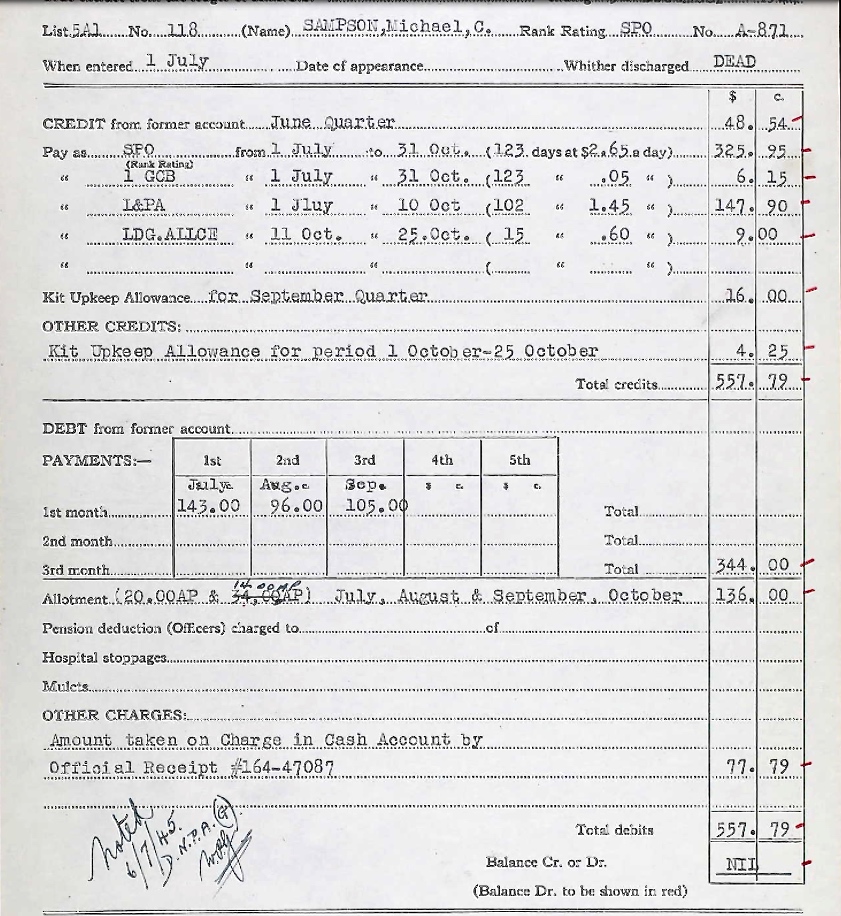 List 5A1 No. 118 (Name) SAMPSON,Michael,C. Rank Rating SPO No. A-871
When entered 1 July Date of appearance Whither discharged DEAD
$ c.
CREDIT from former account June Quarter 48. 54
Pay as SPO from 1 July to 31 Oct. (123 days at $2.65 a day) 325. 95
(Rank Rating)
“ 1 GCB “ 1 July “ 31 Oct. (123 “ .05 “ ) 6. 15
“ L&PA “ 1 Jluy “ 10 Oct (102 “ 1.45 “ ) 147. 90
“ LDG.ALLCE “ 11 Oct. “ 25.Oct. ( 15 “ .60 “ ) 9.00
“ “ “ ( “ “ )
Kit Upkeep Allowance for September Quarter 16. 00
OTHER CREDITS:
Kit Upkeep Allowance for period 1 October-25 October 4. 25
Total credits 557. 79
DEBT from former account
PAYMENTS:— 1st 2nd 3rd 4th 5th
July c. Aug. c. Sep. $ c. $ c.
1st month 143.00 96.00 105.00 Total
2nd month Total
3rd month Total 344. 00
14.00AP
Allotment (20.00AP & 34.00AP) July, August & September, October 136. 00
Pension deduction (Officers) charged to of
Hospital stoppages
Mulcts
OTHER CHARGES:
Amount taken on Charge in Cash Account by
Official Receipt #164-47087 77. 79
Noted
6/7/45.
D.N.P.A.(G)
Total debits 557. 79
Balance Cr. or Dr. NIL
(Balance Dr. to be shown in red)